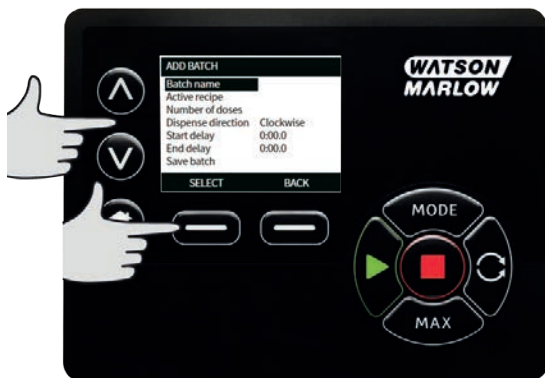 ADD BATCH
Batch name
Active recipe
Number of doses
Dispense direction Clockwise
Start delay 0:00.0
End delay 0:00.0
Save batch
SELECT BACK
WATSON
MARLOW
MODE
MAX